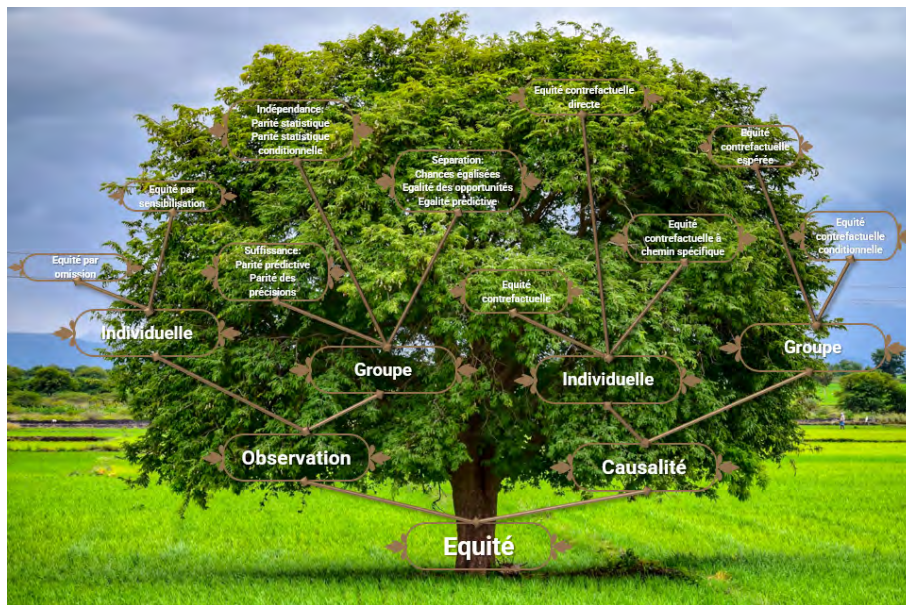 Equité contrefactuelle
directe
Indépendance:
Parité statistique
Parité statistique
conditionnelle
Equité
contrefactuelle
espérée
Séparation:
Chances égalisées
Egalité des opportunités
Egalité prédictive
Equité par
sensibilisation
Equité
contrefactuelle à
chemin spécifique
Equité
contrefactuelle
conditionnelle
Suffissance:
Parité prédictive
Parité des
précisions
Equité par
omission
Equité
contrefactuelle
Individuelle
Groupe
Groupe
Individuelle
Observation
Causalité
Equité